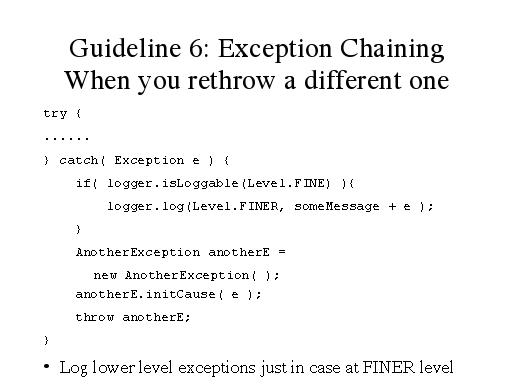 Guideline 6: Exception Chaining
When you rethrow a different one
try {
......
} catch( Exception e ) {
if( logger.isLoggable(Level.FINE) ){
logger.log(Level.FINER, someMessage + e );
}
AnotherException anotherE =
new AnotherException( );
anotherE.initCause( e );
throw anotherE;
}
• Log lower level exceptions just in case at FINER level